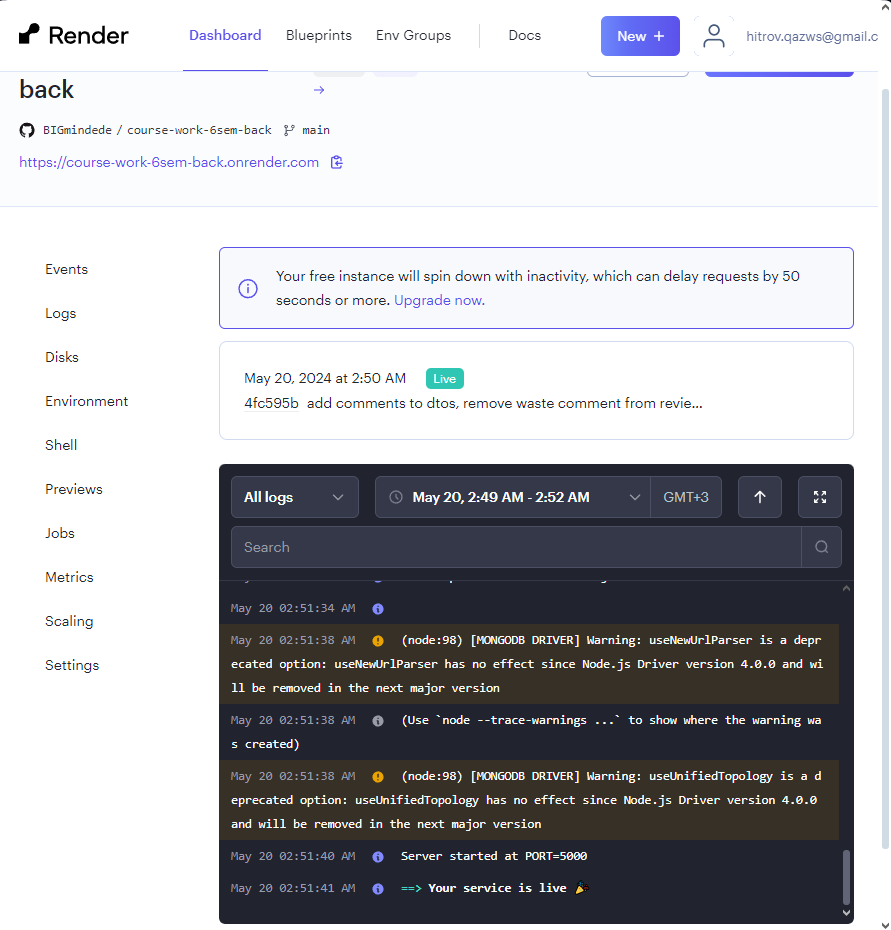 Render
Dashboard
Blueprints
Env Groups
Docs
New +
hitrov.qazws@gmail.c
back
→
BIGmindede / course-work-6sem-back
main
https://course-work-6sem-back.onrender.com
Events
Logs
Disks
Environment
Shell
Previews
Jobs
Metrics
Scaling
Settings
Your free instance will spin down with inactivity, which can delay requests by 50
seconds or more. Upgrade now.
May 20, 2024 at 2:50 AM Live
4fc595b add comments to dtos, remove waste comment from revie...
All logs
May 20, 2:49 AM - 2:52 AM
GMT+3
Search
May 20 02:51:34 AM
May 20 02:51:38 AM (node:98) [MONGODB DRIVER] Warning: useNewUrlParser is a depr
ecated option: useNewUrlParser has no effect since Node.js Driver version 4.0.0 and wi
ll be removed in the next major version
May 20 02:51:38 AM (Use `node --trace-warnings ...` to show where the warning wa
s created)
May 20 02:51:38 AM (node:98) [MONGODB DRIVER] Warning: useUnifiedTopology is a d
eprecated option: useUnifiedTopology has no effect since Node.js Driver version 4.0.0
and will be removed in the next major version
May 20 02:51:40 AM Server started at PORT=5000
May 20 02:51:41 AM ==> Your service is live 🎉